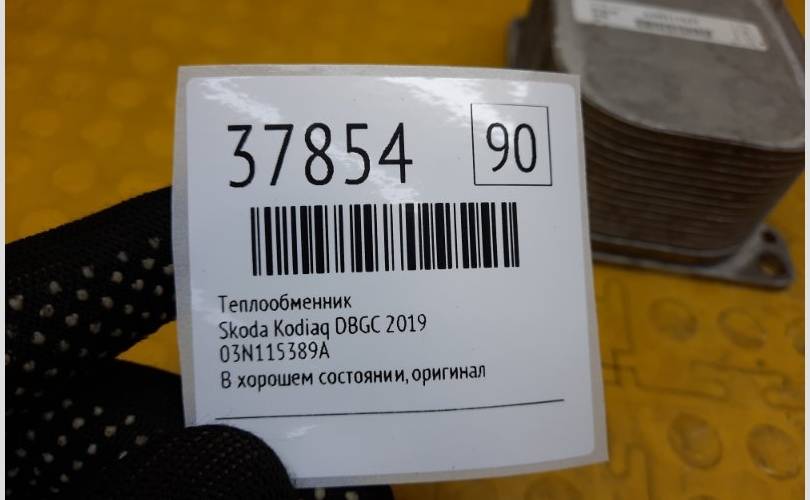 37854
90
Теплообменник
Skoda Kodiaq DBGC 2019
03N115389A
В хорошем состоянии, оригинал